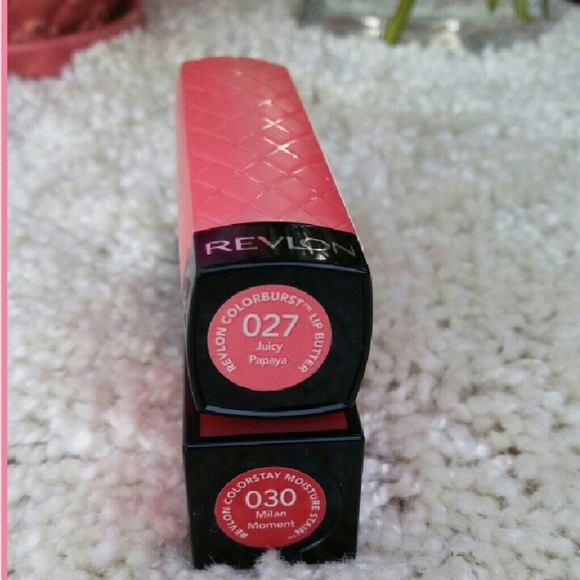 REVLON
REVLON COLORBURST™ LIP BUTTER
027
Juicy
Papaya
REVLON COLORSTAY MOISTURE STAIN™
030
Milan
Moment